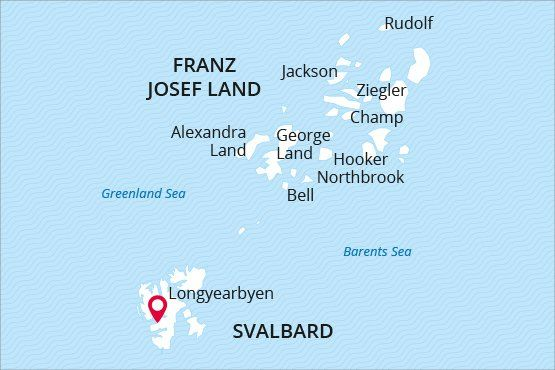 Rudolf
FRANZ
JOSEF LAND
Jackson
Ziegler
Champ
Alexandra
Land
George
Land
Hooker
Northbrook
Bell
Greenland Sea
Barents Sea
Longyearbyen
SVALBARD